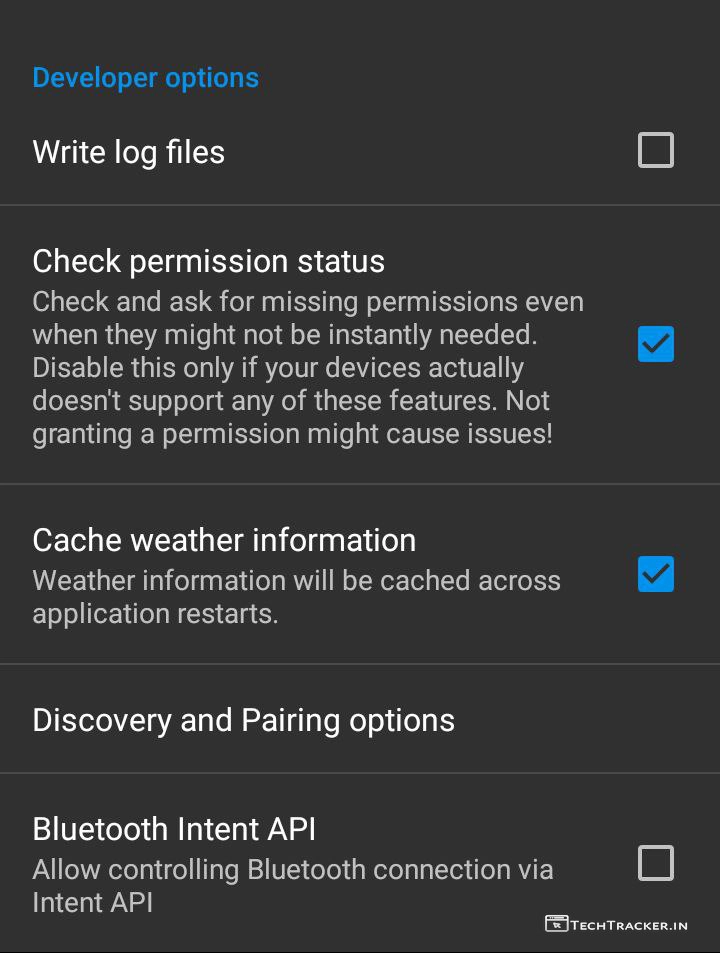 Developer options
Write log files
Check permission status
Check and ask for missing permissions even
when they might not be instantly needed.
Disable this only if your devices actually
doesn't support any of these features. Not
granting a permission might cause issues!
Cache weather information
Weather information will be cached across
application restarts.
Discovery and Pairing options
Bluetooth Intent API
Allow controlling Bluetooth connection via
Intent API
TECHTRACKER.IN